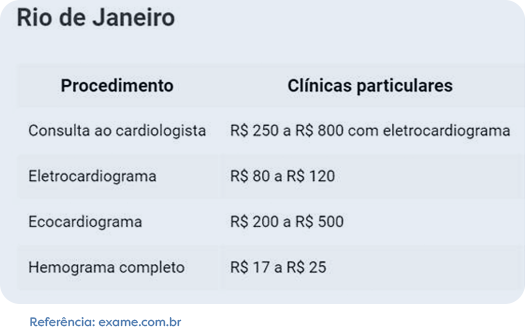 Rio de Janeiro
Procedimento Clínicas particulares
Consulta ao cardiologista R$ 250 a R$ 800 com eletrocardiograma
Eletrocardiograma R$ 80 a R$ 120
Ecocardiograma R$ 200 a R$ 500
Hemograma completo R$ 17 a R$ 25
Referência: exame.com.br